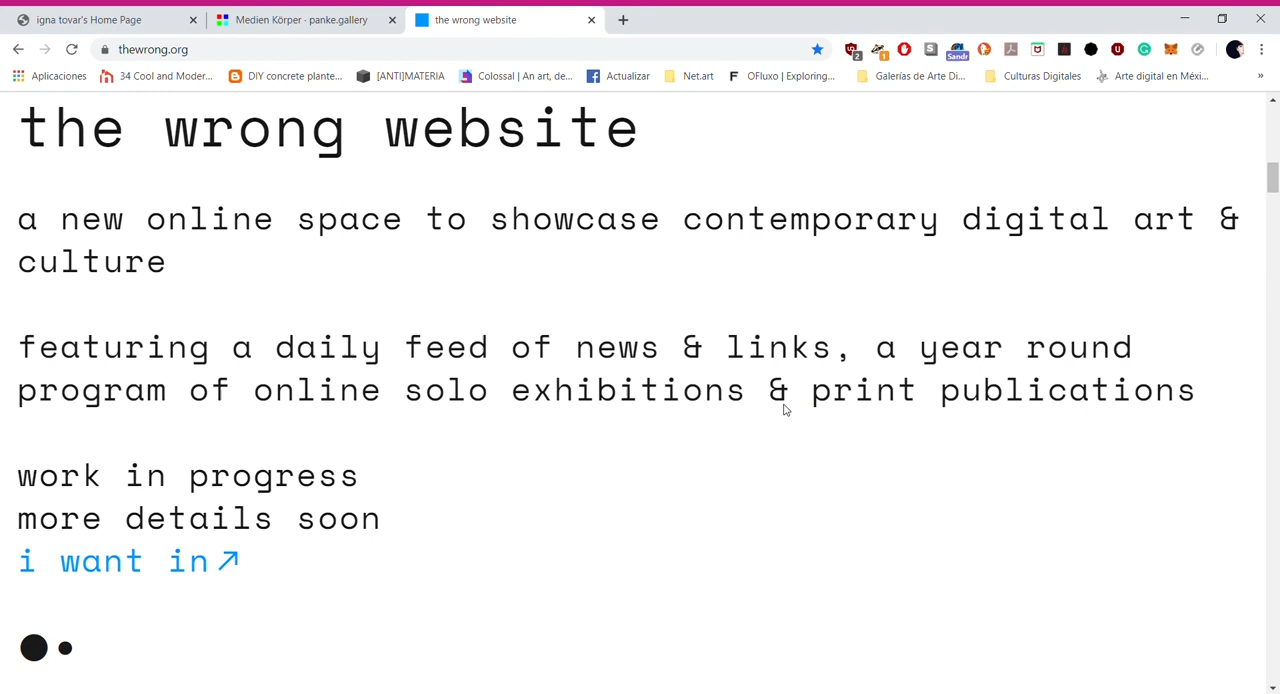 igna tovar's Home Page
Medien Körper · panke.gallery
the wrong website
thewrong.org
2
1
Sandr
Aplicaciones
34 Cool and Moder...
DIY concrete plante...
[ANTI]MATERIA
Colossal | An art, de...
Actualizar
Net.art
OFluxo | Exploring...
Galerías de Arte Di...
Culturas Digitales
Arte digital en Méxi...
»
the wrong website
a new online space to showcase contemporary digital art &
culture
featuring a daily feed of news & links, a year round
program of online solo exhibitions & print publications
work in progress
more details soon
i want in↗